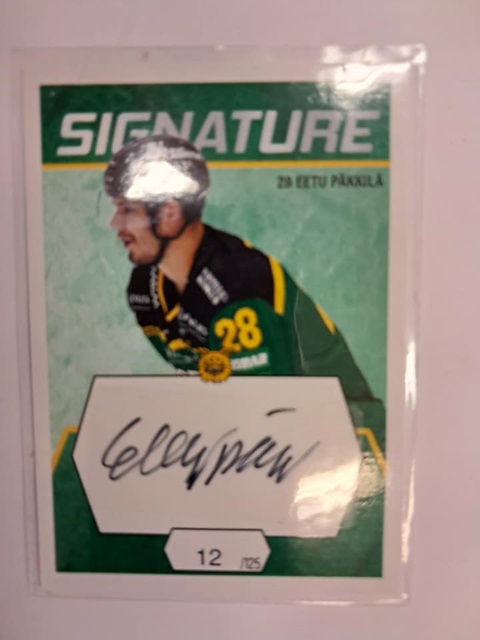 SIGNATURE
28 EETU PÄKKILÄ
28
12 /125